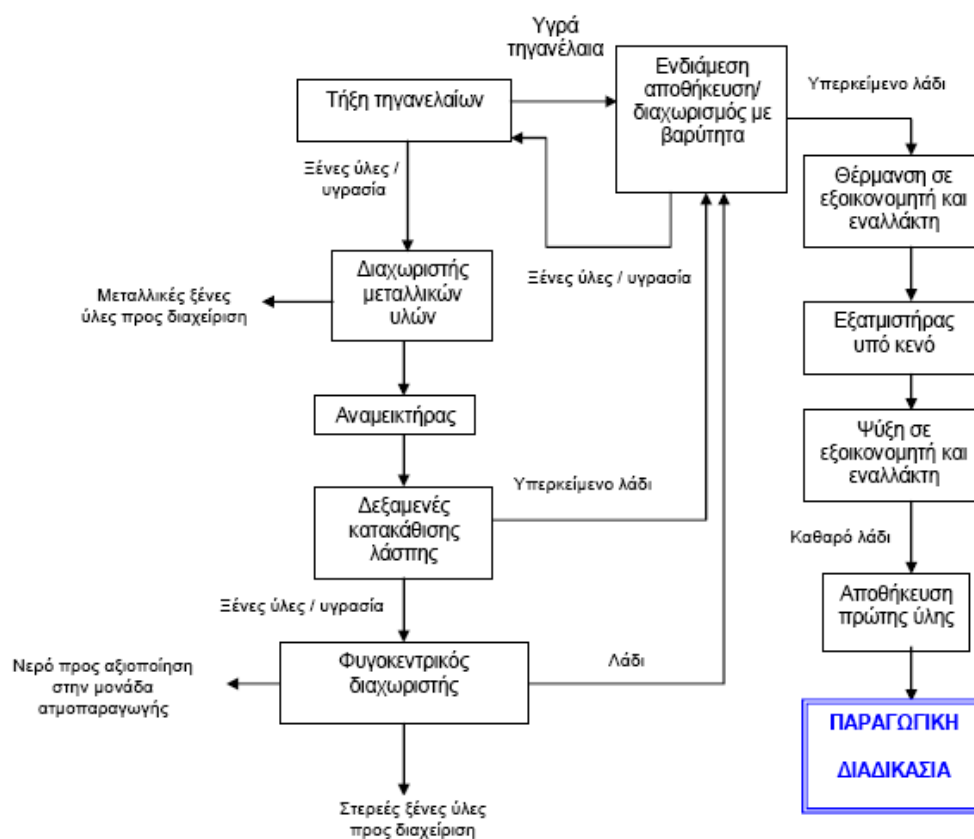 Υγρά
τηγανέλαια
Τήξη τηγανελαίων
Ενδιάμεση
αποθήκευση/
διαχωρισμός με
βαρύτητα
Υπερκείμενο λάδι
Ξένες ύλες /
υγρασία
Θέρμανση σε
εξοικονομητή και
εναλλάκτη
Διαχωριστής
μεταλλικών
υλών
Ξένες ύλες / υγρασία
Μεταλλικές ξένες
ύλες προς διαχείριση
Εξατμιστήρας
υπό κενό
Αναμεικτήρας
Ψύξη σε
εξοικονομητή και
εναλλάκτη
Δεξαμενές
κατακάθισης
λάσπης
Υπερκείμενο λάδι
Καθαρό λάδι
Ξένες ύλες / υγρασία
Αποθήκευση
πρώτης ύλης
Φυγοκεντρικός
διαχωριστής
Λάδι
Νερό προς αξιοποίηση
στην μονάδα
ατμοπαραγωγής
ΠΑΡΑΓΩΓΙΚΗ
ΔΙΑΔΙΚΑΣΙΑ
Στερεές ξένες ύλες
προς διαχείριση